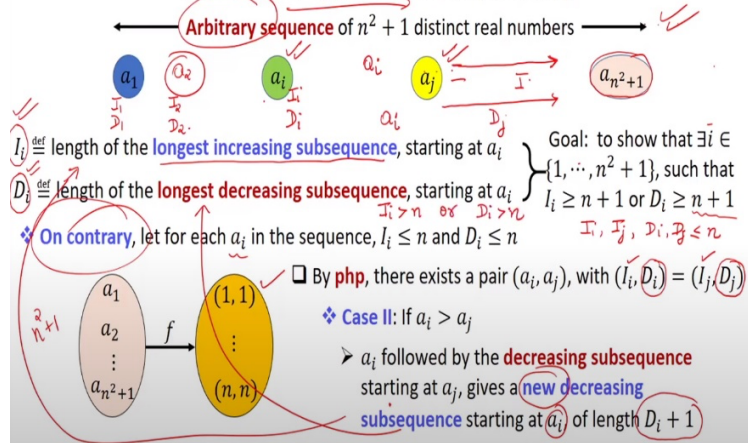 Arbitrary sequence of n² + 1 distinct real numbers
a₁ a₂ aᵢ aᵢ aⱼ I aₙ²₊₁
I₁ I₂ Iᵢ
D₁ D₂ Dᵢ aᵢ Dⱼ
Iᵢ ≝ length of the longest increasing subsequence, starting at aᵢ
Dᵢ ≝ length of the longest decreasing subsequence, starting at aᵢ
Goal: to show that ∃i ∈
{1, ⋯, n² + 1}, such that
Iᵢ ≥ n + 1 or Dᵢ ≥ n + 1
Iᵢ > n or Dᵢ > n
Iᵢ, Iⱼ, Dᵢ, Dⱼ ≤ n
❖ On contrary, let for each aᵢ in the sequence, Iᵢ ≤ n and Dᵢ ≤ n
n²+1
a₁
a₂
⋮
aₙ²₊₁
f
(1, 1)
⋮
(n, n)
❑ By php, there exists a pair (aᵢ, aⱼ), with (Iᵢ, Dᵢ) = (Iⱼ, Dⱼ)
❖ Case II: If aᵢ > aⱼ
➤ aᵢ followed by the decreasing subsequence
starting at aⱼ, gives a new decreasing
subsequence starting at aᵢ, of length Dᵢ + 1